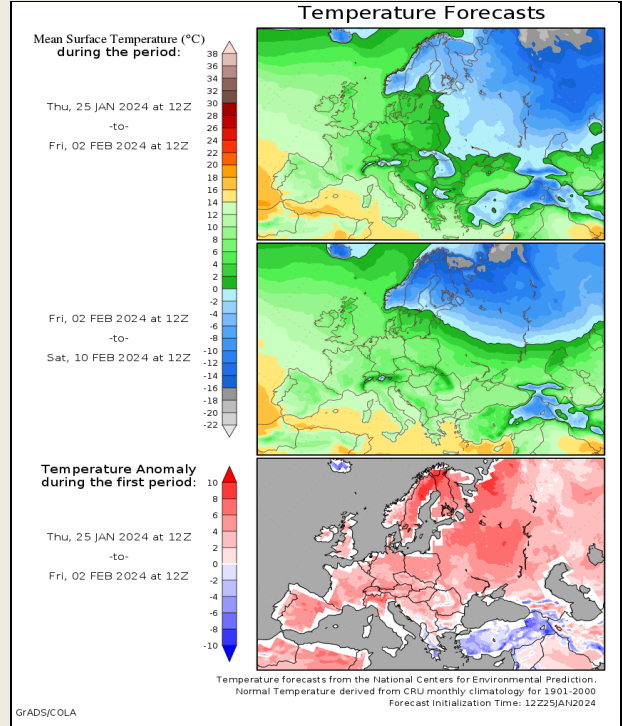 Temperature Forecasts
Mean Surface Temperature (°C)
during the period:
Thu, 25 JAN 2024 at 12Z
-to-
Fri, 02 FEB 2024 at 12Z
38
36
34
32
30
28
26
24
22
20
18
16
14
12
10
8
6
4
2
0
-2
-4
-6
-8
-10
-12
-14
-16
-18
-20
-22
Fri, 02 FEB 2024 at 12Z
-to-
Sat, 10 FEB 2024 at 12Z
Temperature Anomaly
during the first period:
Thu, 25 JAN 2024 at 12Z
-to-
Fri, 02 FEB 2024 at 12Z
10
8
6
4
2
0
-2
-4
-6
-8
-10
Temperature forecasts from the National Centers for Environmental Prediction.
Normal Temperature derived from CRU monthly climatology for 1901-2000
Forecast Initialization Time: 12Z25JAN2024
GrADS/COLA